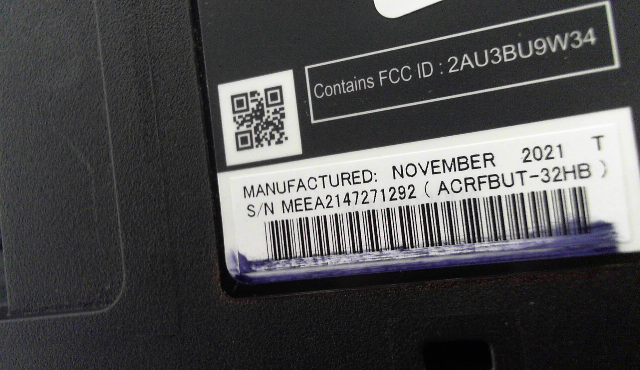 Contains FCC ID : 2AU3BU9W34
MANUFACTURED: NOVEMBER 2021 T
S/N MEEA2147271292 ( ACRFBUT-32HB )